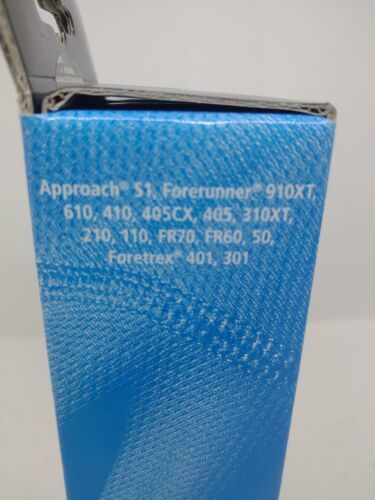 Approach® S1, Forerunner® 910XT,
610, 410, 405CX, 405, 310XT,
210, 110, FR70, FR60, 50,
Foretrex® 401, 301